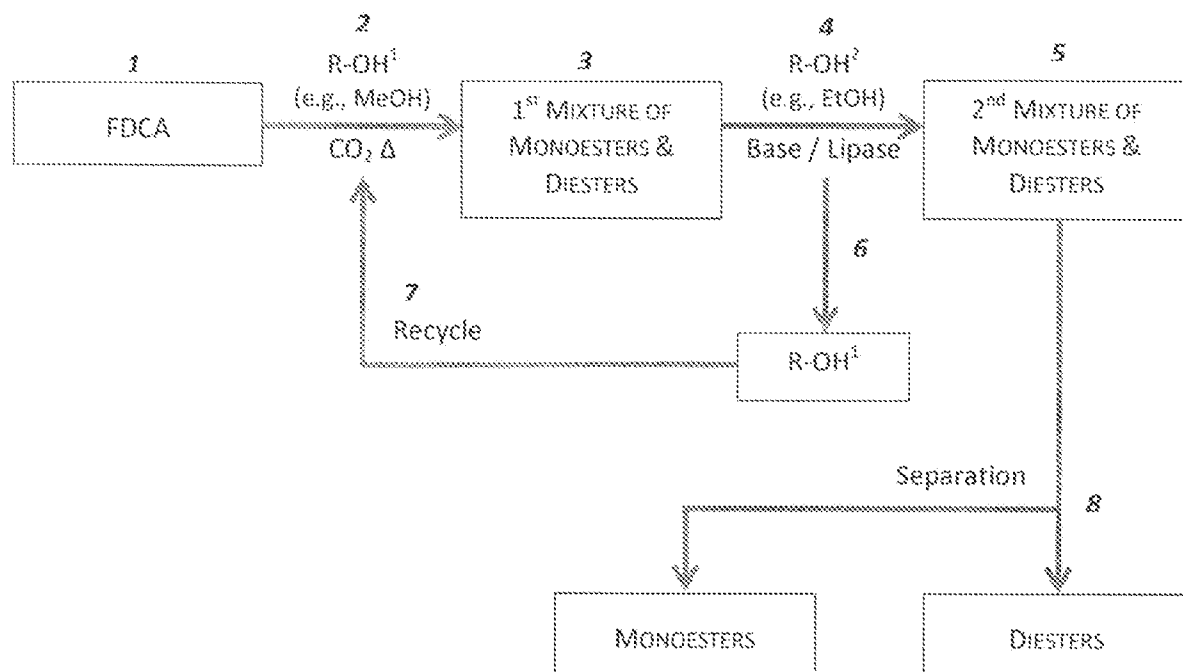 1
FDCA
2
R-OH¹
(e.g., MeOH)
CO₂ Δ
3
1ˢᵗ MIXTURE OF
MONOESTERS &
DIESTERS
4
R-OH²
(e.g., EtOH)
Base / Lipase
5
2ⁿᵈ MIXTURE OF
MONOESTERS &
DIESTERS
6
7
Recycle
R-OH¹
Separation
8
MONOESTERS
DIESTERS